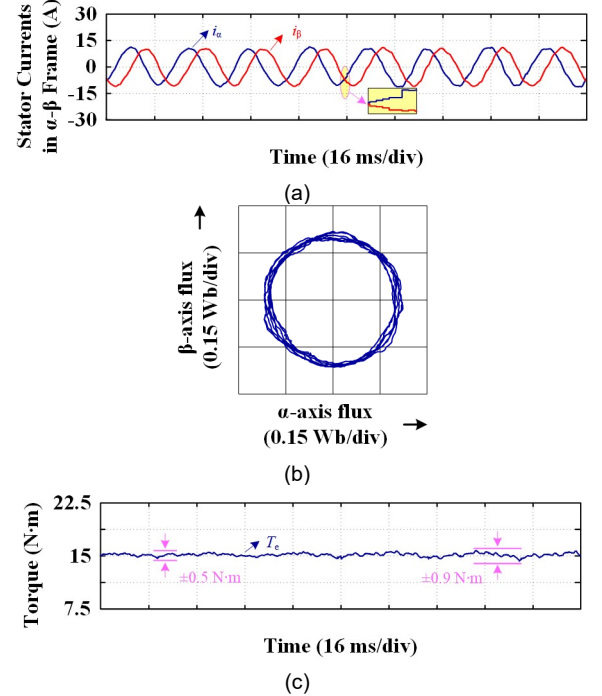 Stator Currents
in α-β Frame (A)
30
15
0
-15
-30
iα
iβ
Time (16 ms/div)
(a)
β-axis flux
(0.15 Wb/div)
α-axis flux
(0.15 Wb/div)
(b)
Torque (N·m)
22.5
15
7.5
Te
±0.5 N·m
±0.9 N·m
Time (16 ms/div)
(c)